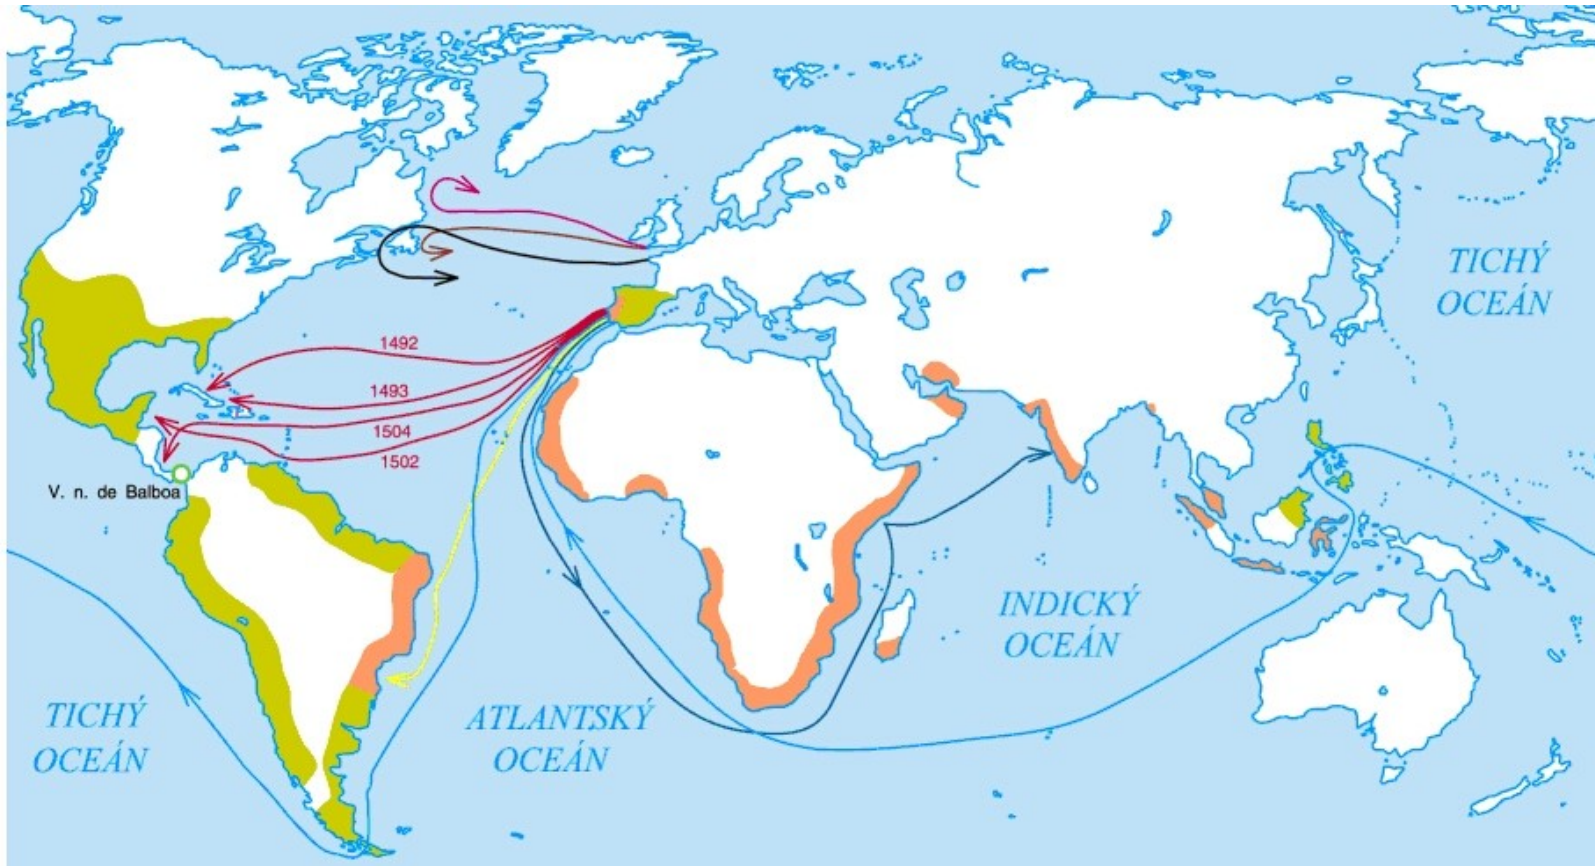 TICHÝ
OCEÁN
1492
1493
1504
1502
V. n. de Balboa
INDICKÝ
OCEÁN
TICHÝ
OCEÁN
ATLANTSKÝ
OCEÁN